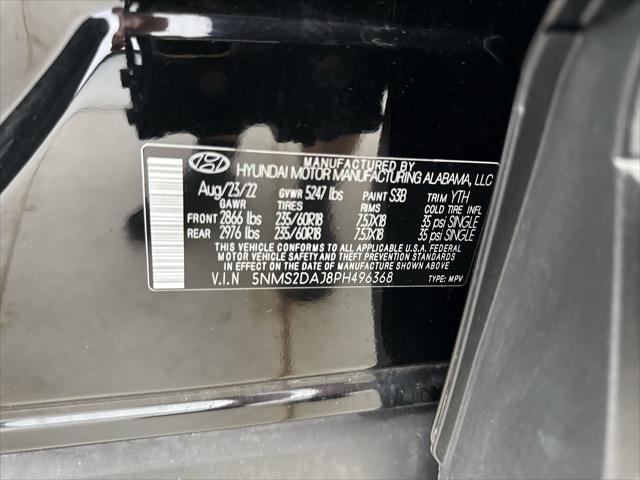 MANUFACTURED BY
HYUNDAI MOTOR MANUFACTURING ALABAMA, LLC
Aug/23/22 GVWR 5247 lbs PAINT S3B TRIM YTH
GAWR TIRES RIMS COLD TIRE INFL
FRONT 2866 lbs 235/60R18 7.5JX18 35 psi SINGLE
REAR 2976 lbs 235/60R18 7.5JX18 35 psi SINGLE
THIS VEHICLE CONFORMS TO ALL APPLICABLE U.S.A. FEDERAL
MOTOR VEHICLE SAFETY AND THEFT PREVENTION STANDARDS
IN EFFECT ON THE DATE OF MANUFACTURE SHOWN ABOVE.
V.I.N 5NMS2DAJ8PH496368 TYPE: MPV